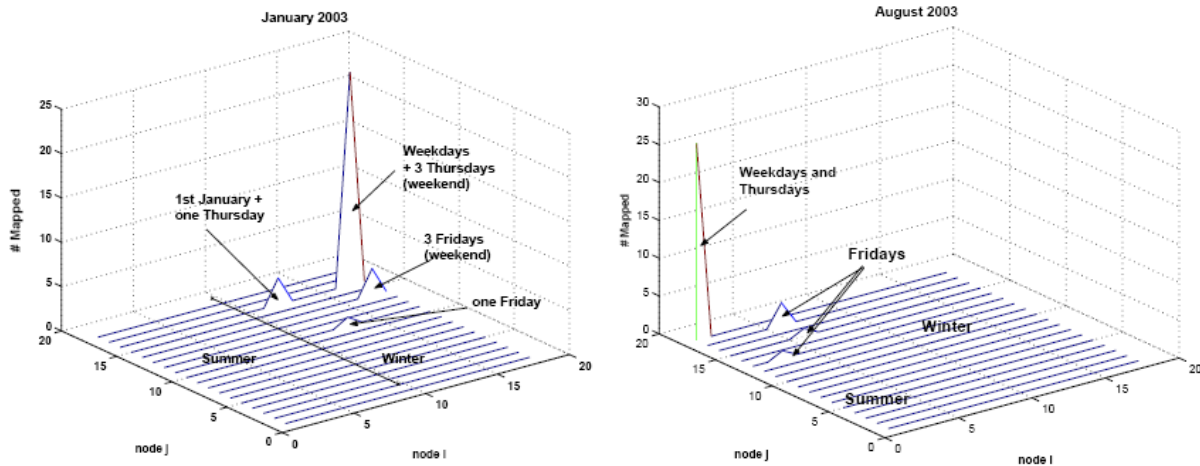 January 2003
25
20
15
10
5
0
# Mapped
Weekdays
+ 3 Thursdays
(weekend)
1st January +
one Thursday
3 Fridays
(weekend)
one Friday
Summer
Winter
20
15
10
5
0
node j
0
5
10
15
20
node i
August 2003
30
25
20
15
10
5
0
# Mapped
Weekdays and
Thursdays
Fridays
Winter
Summer
20
15
10
5
0
node j
0
5
10
15
20
node i